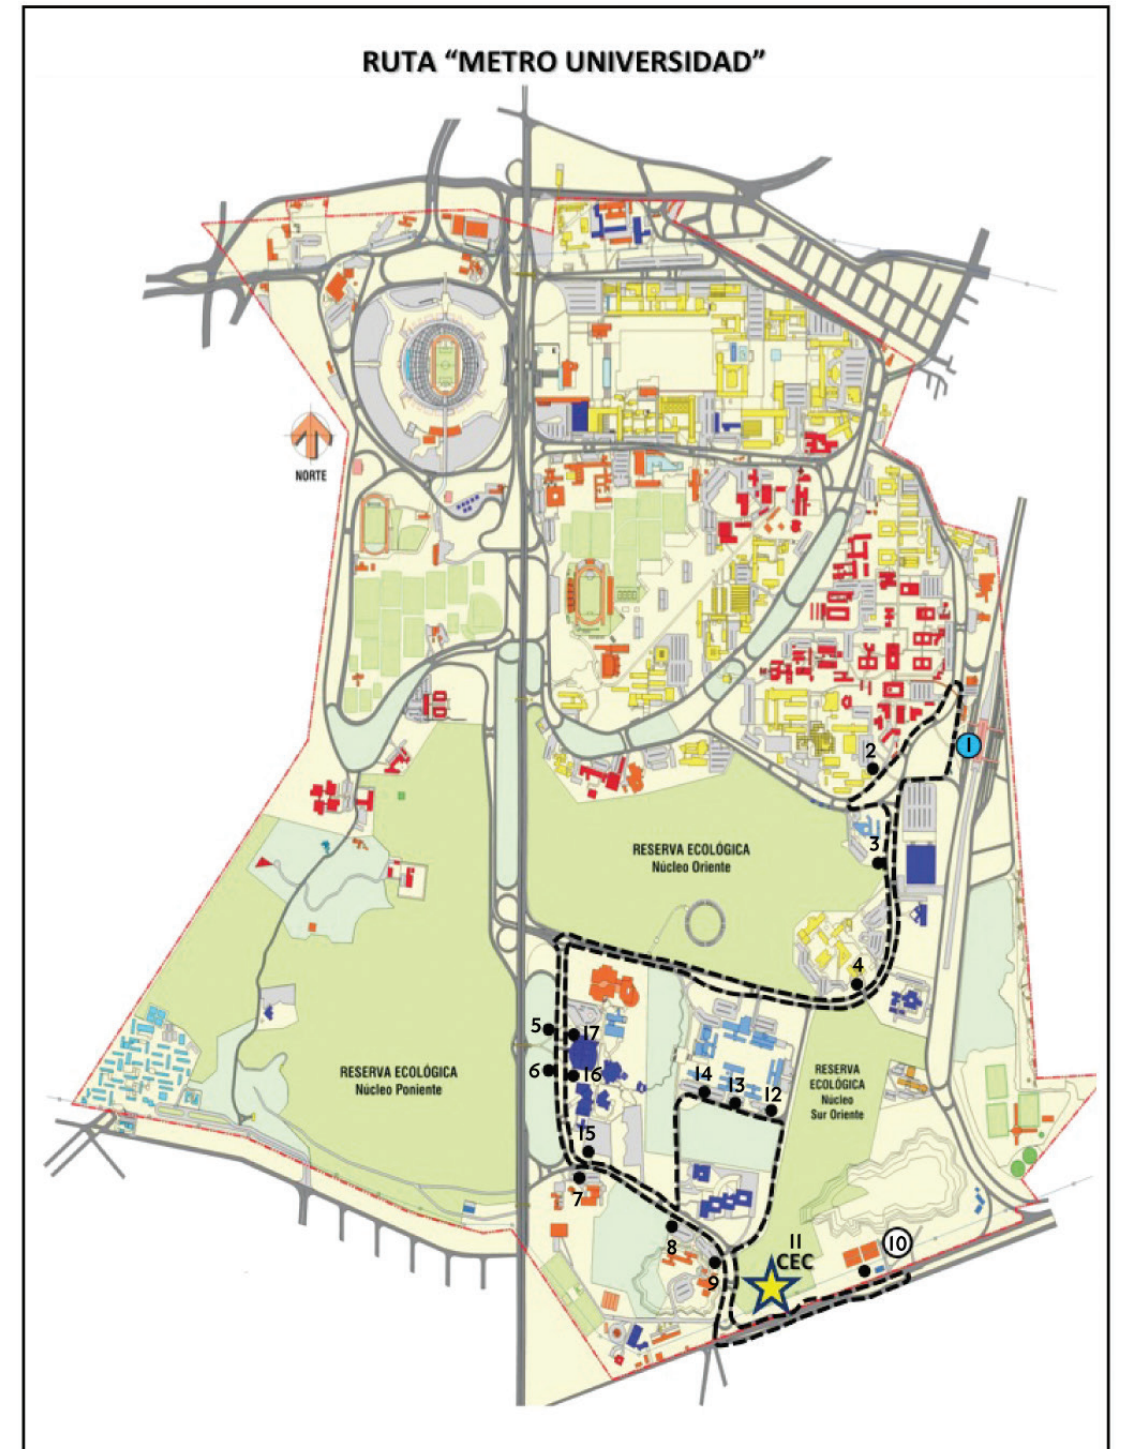 RUTA “METRO UNIVERSIDAD”
NORTE
1
2
RESERVA ECOLÓGICA
Núcleo Oriente
3
4
5
17
6
16
RESERVA ECOLÓGICA
Núcleo Poniente
RESERVA
ECOLÓGICA
Núcleo
Sur Oriente
14
13
12
15
7
8
9
11
CEC
10